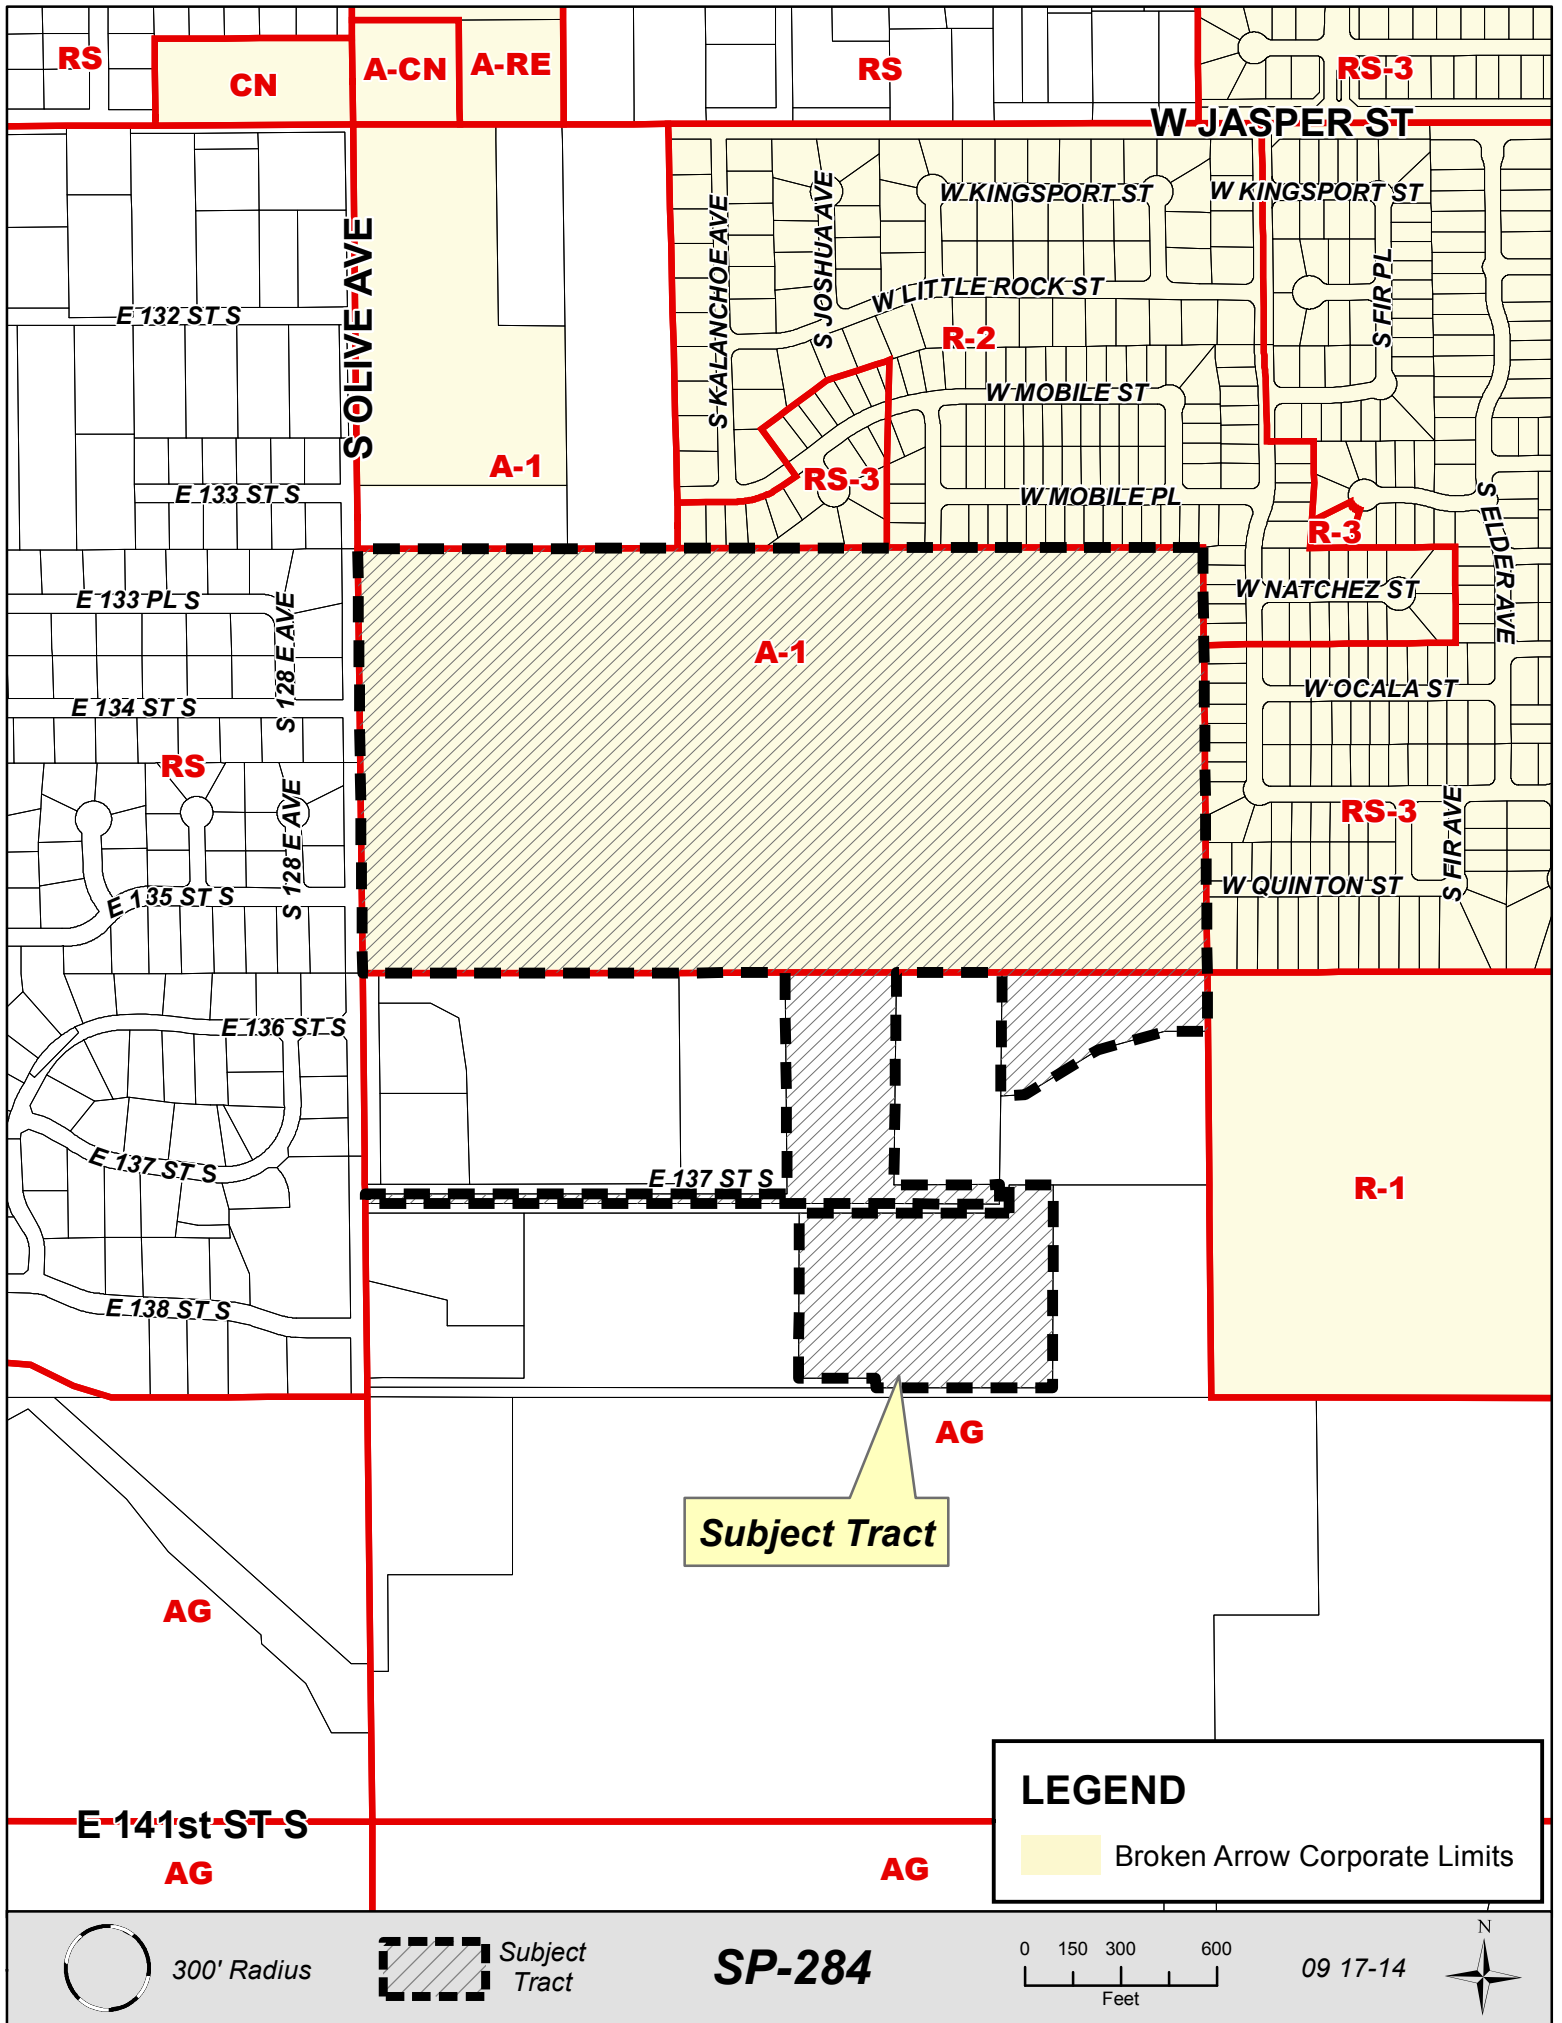 RS
CN
A-CN
A-RE
RS
RS-3
W JASPER ST
W KINGSPORT ST
W KINGSPORT ST
S OLIVE AVE
S KALANCHOE AVE
S JOSHUA AVE
S FIR PL
W LITTLE ROCK ST
E 132 ST S
R-2
W MOBILE ST
A-1
RS-3
E 133 ST S
W MOBILE PL
S ELDER AVE
R-3
W NATCHEZ ST
E 133 PL S
S 128 E AVE
A-1
W OCALA ST
E 134 ST S
RS
RS-3
S 128 E AVE
S FIR AVE
W QUINTON ST
E 135 ST S
E 136 ST S
E 137 ST S
E 137 ST S
R-1
E 138 ST S
AG
Subject Tract
AG
LEGEND
Broken Arrow Corporate Limits
E 141st ST S
AG
AG
300' Radius
Subject
Tract
SP-284
0 150 300 600
Feet
09 17-14
N